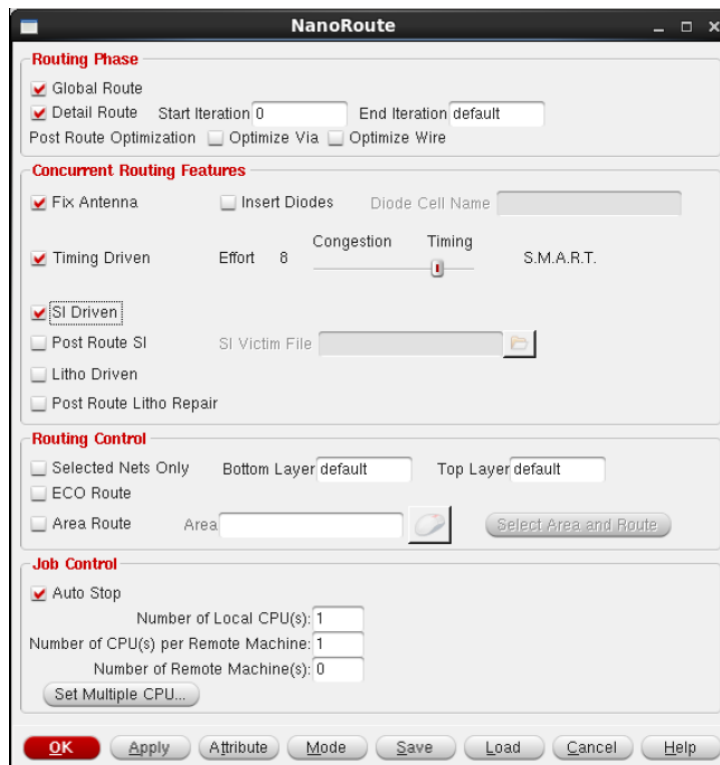 NanoRoute
Routing Phase
Global Route
Detail Route Start Iteration 0 End Iteration default
Post Route Optimization Optimize Via Optimize Wire
Concurrent Routing Features
Fix Antenna Insert Diodes Diode Cell Name
Congestion Timing
Timing Driven Effort 8 S.M.A.R.T.
SI Driven
Post Route SI SI Victim File
Litho Driven
Post Route Litho Repair
Routing Control
Selected Nets Only Bottom Layer default Top Layer default
ECO Route
Area Route Area Select Area and Route
Job Control
Auto Stop
Number of Local CPU(s): 1
Number of CPU(s) per Remote Machine: 1
Number of Remote Machine(s): 0
Set Multiple CPU...
OK Apply Attribute Mode Save Load Cancel Help